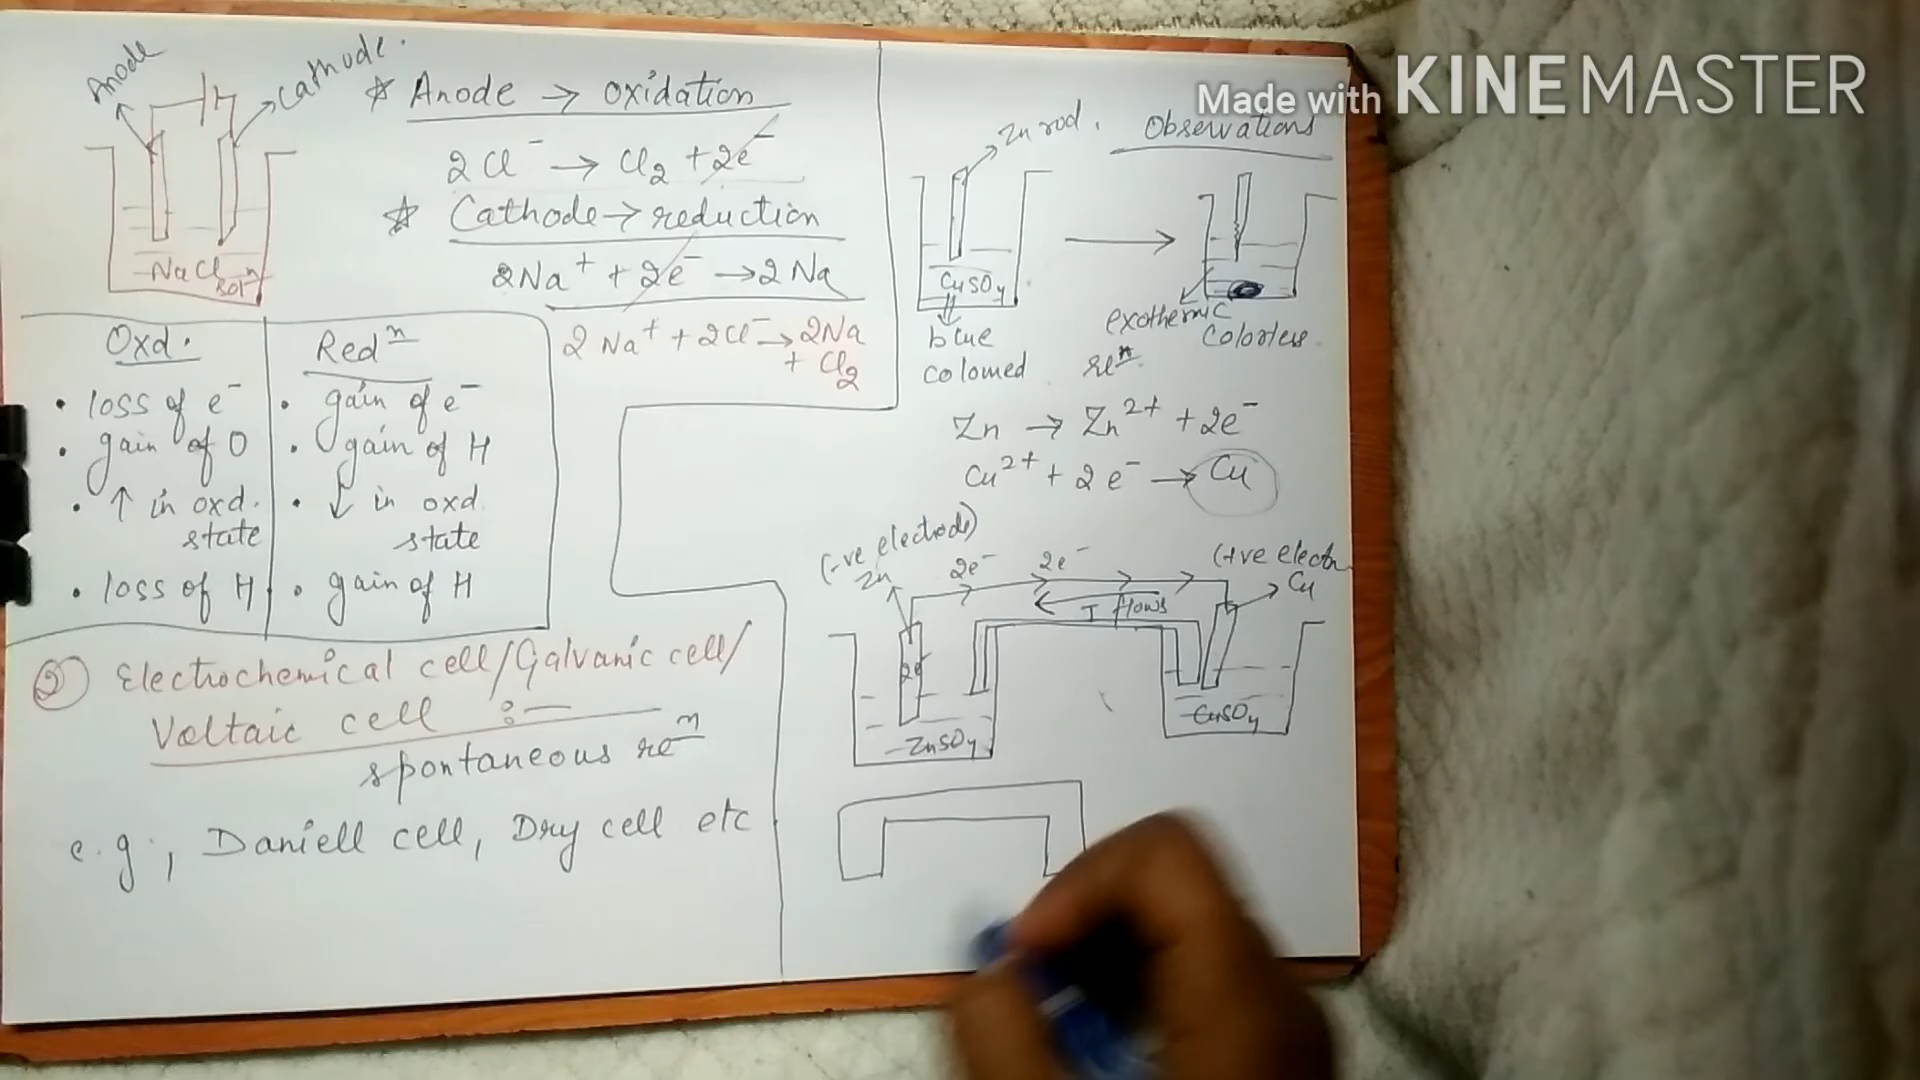 Made with KINEMASTER
Anode
Cathode.
☆ Anode → oxidation
2Cl⁻ → Cl₂ + 2e⁻
☆ Cathode → reduction
2Na⁺ + 2e⁻ → 2Na
2Na⁺ + 2Cl⁻ → 2Na
+ Cl₂
NaCl
solⁿ
Oxd.
• loss of e⁻
• gain of O
• ↑ in oxd.
state
• loss of H
Redⁿ
• gain of e⁻
• gain of H
• ↓ in oxd.
state
• gain of H
② Electrochemical cell/Galvanic cell/
Voltaic cell :—
spontaneous reⁿ
e.g., Daniell cell, Dry cell etc
Zn rod.
Observations
CuSO₄
blue
coloured
exothermic
reⁿ.
Colorless.
Zn → Zn²⁺ + 2e⁻
Cu²⁺ + 2e⁻ → Cu
(-ve electrode)
Zn
2e⁻
2e⁻
(+ve electr
Cu
I flows
ZnSO₄
CuSO₄